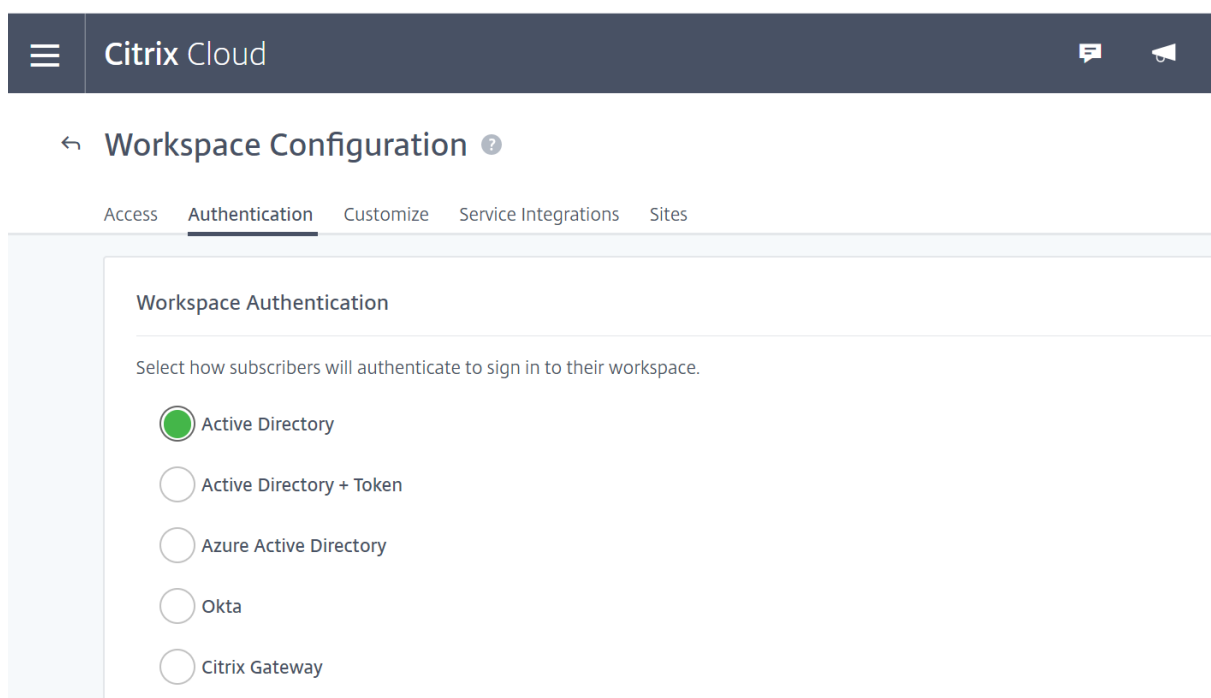 Citrix Cloud
Workspace Configuration ?
Access Authentication Customize Service Integrations Sites
Workspace Authentication
Select how subscribers will authenticate to sign in to their workspace.
Active Directory
Active Directory + Token
Azure Active Directory
Okta
Citrix Gateway